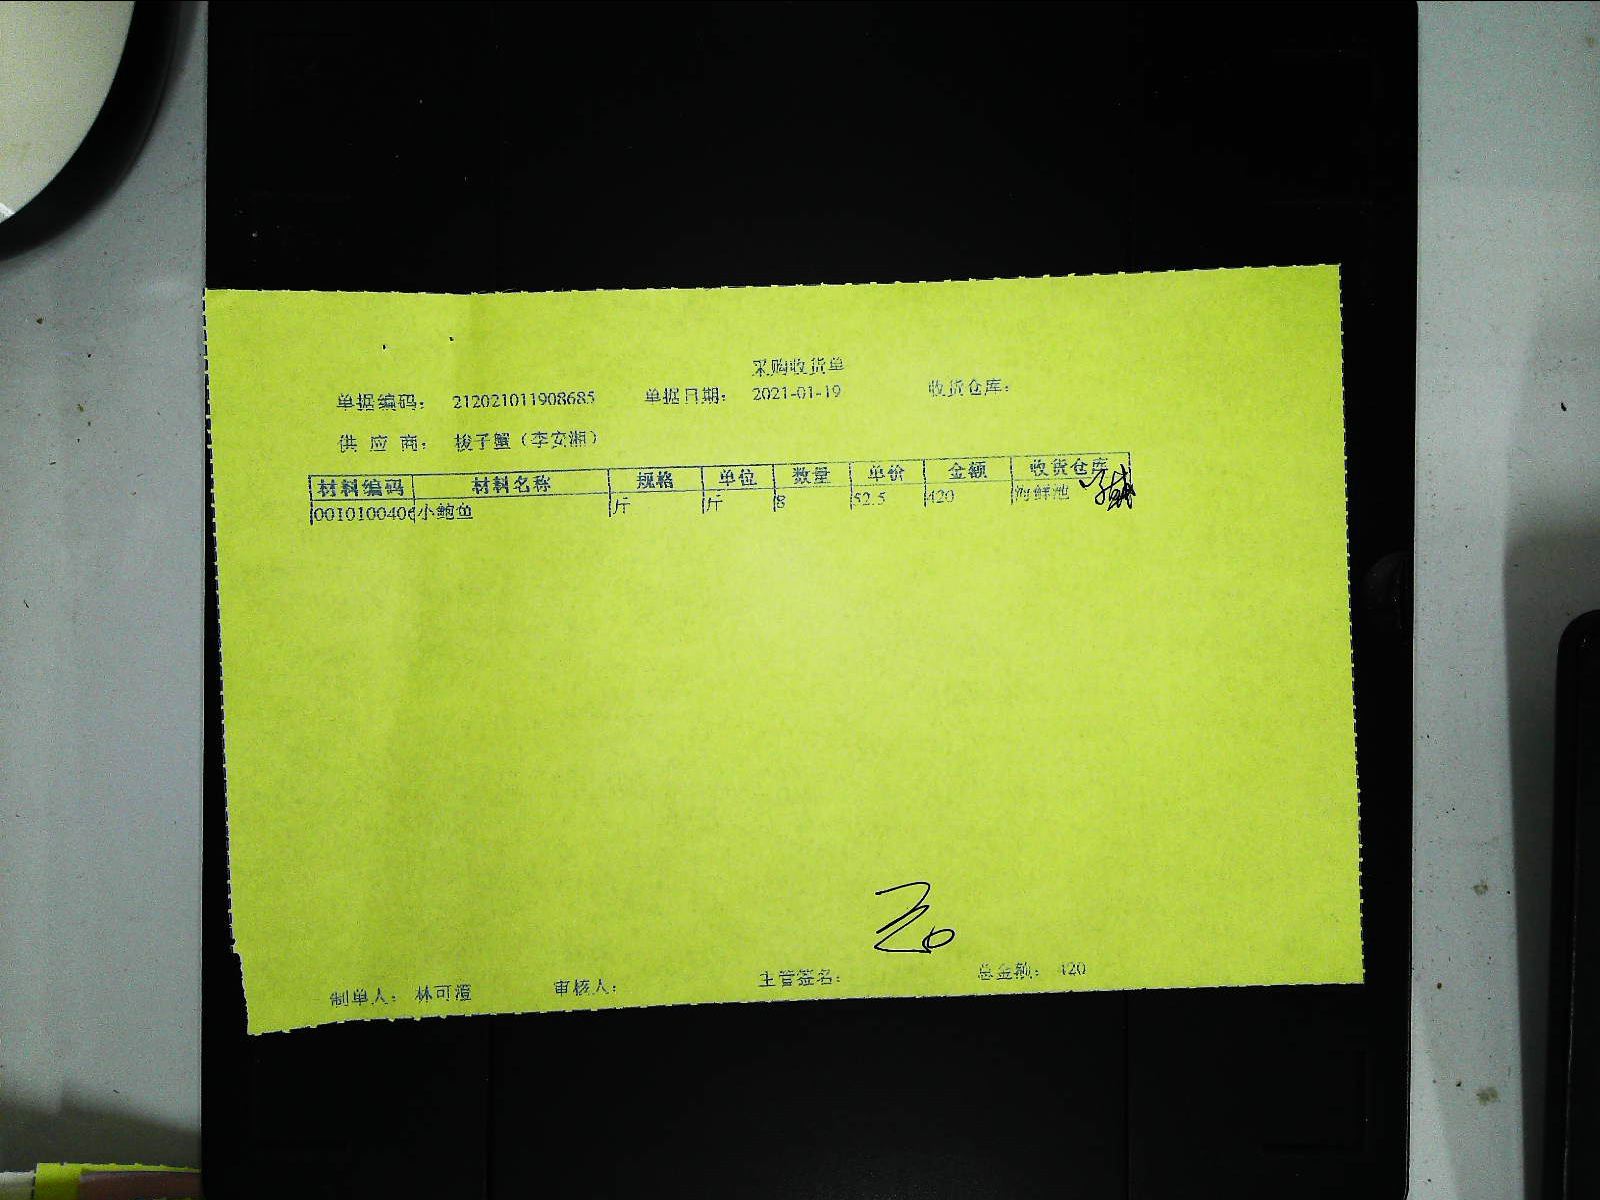 采购收货单
单据编码： 212021011908685 单据日期： 2021-01-19 收货仓库：
供 应 商： 梭子蟹（李安湘）
材料编码 材料名称 规格 单位 数量 单价 金额 收货仓库
0010100406 小鲍鱼 斤 斤 8 52.5 420 海鲜池
制单人： 林可滢 审核人： 主管签名： 总金额： 420